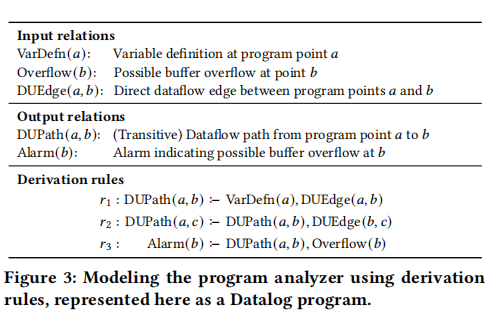 Input relations
VarDefn(a): Variable definition at program point a
Overflow(b): Possible buffer overflow at point b
DUEdge(a, b): Direct dataflow edge between program points a and b
Output relations
DUPath(a, b): (Transitive) Dataflow path from program point a to b
Alarm(b): Alarm indicating possible buffer overflow at b
Derivation rules
r₁ : DUPath(a, b) :− VarDefn(a), DUEdge(a, b)
r₂ : DUPath(a, c) :− DUPath(a, b), DUEdge(b, c)
r₃ : Alarm(b) :− DUPath(a, b), Overflow(b)
Figure 3: Modeling the program analyzer using derivation
rules, represented here as a Datalog program.